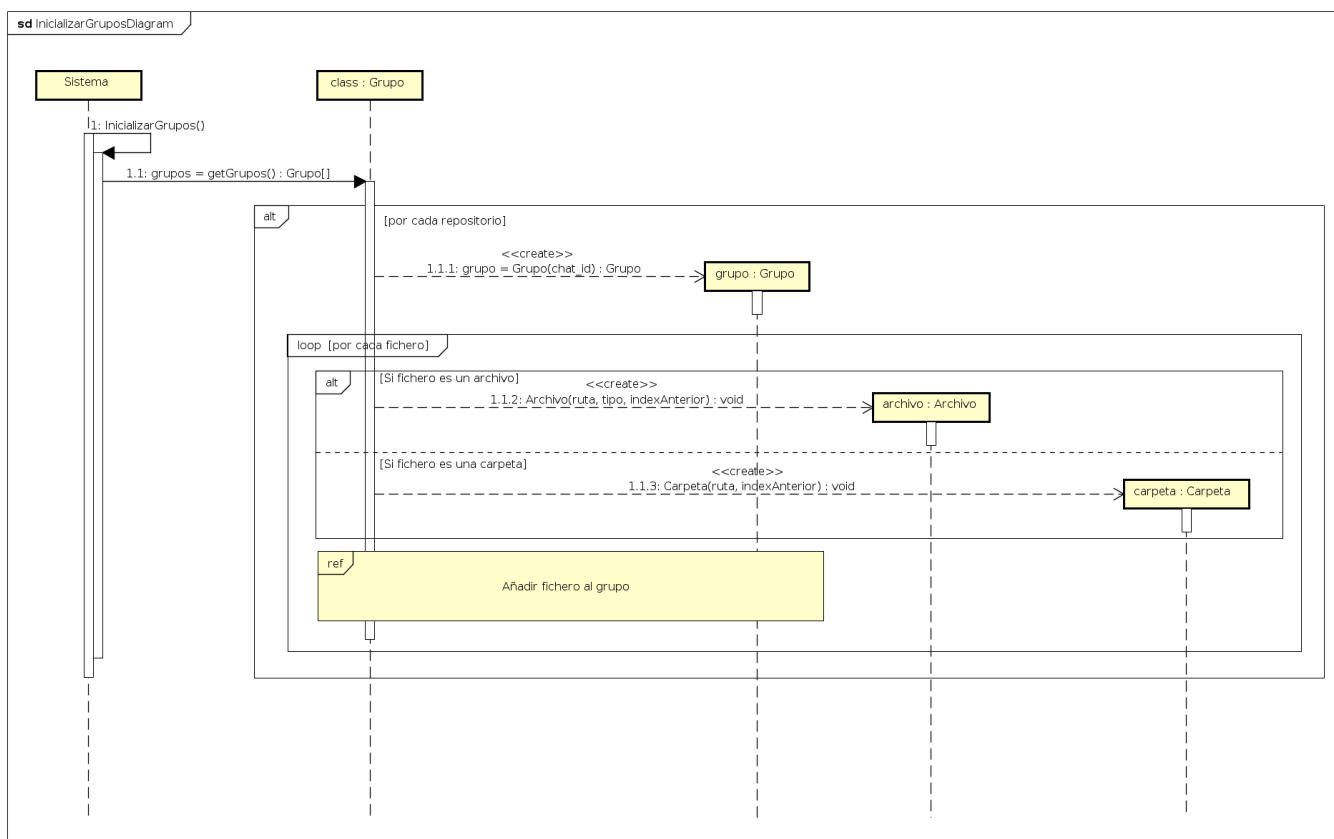 sd InicializarGruposDiagram
Sistema
class : Grupo
1: InicializarGrupos()
1.1: grupos = getGrupos() : Grupo[]
alt
[por cada repositorio]
<<create>>
1.1.1: grupo = Grupo(chat_id) : Grupo
grupo : Grupo
loop [por cada fichero]
alt
[Si fichero es un archivo]
<<create>>
1.1.2: Archivo(ruta, tipo, indexAnterior) : void
archivo : Archivo
[Si fichero es una carpeta]
<<create>>
1.1.3: Carpeta(ruta, indexAnterior) : void
carpeta : Carpeta
ref
Añadir fichero al grupo